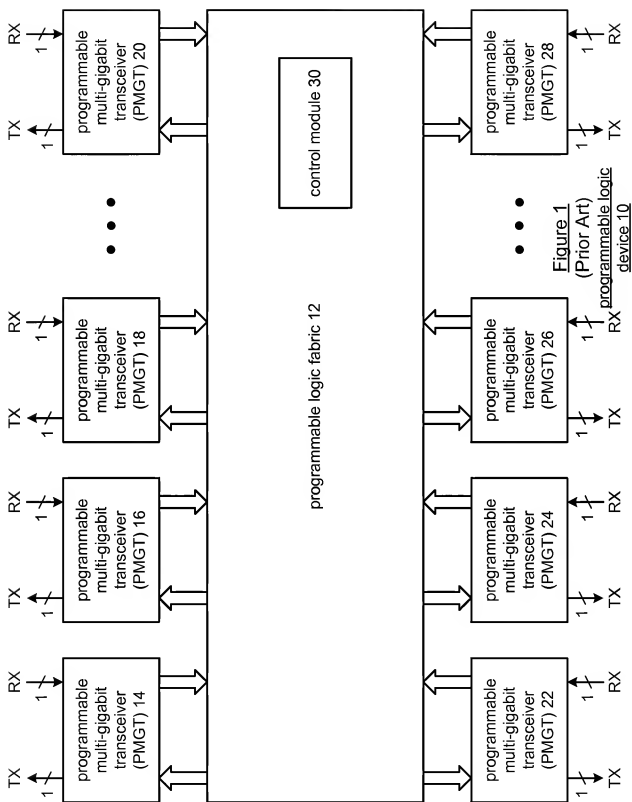 TX RX TX RX TX RX TX RX
1 1 1 1 1 1 1 1
programmable
multi-gigabit
transceiver
(PMGT) 14
programmable
multi-gigabit
transceiver
(PMGT) 16
programmable
multi-gigabit
transceiver
(PMGT) 18
programmable
multi-gigabit
transceiver
(PMGT) 20
programmable logic fabric 12
control module 30
programmable
multi-gigabit
transceiver
(PMGT) 22
programmable
multi-gigabit
transceiver
(PMGT) 24
programmable
multi-gigabit
transceiver
(PMGT) 26
programmable
multi-gigabit
transceiver
(PMGT) 28
1 1 1 1 1 1 1 1
TX RX TX RX TX RX TX RX
Figure 1
(Prior Art)
programmable logic
device 10